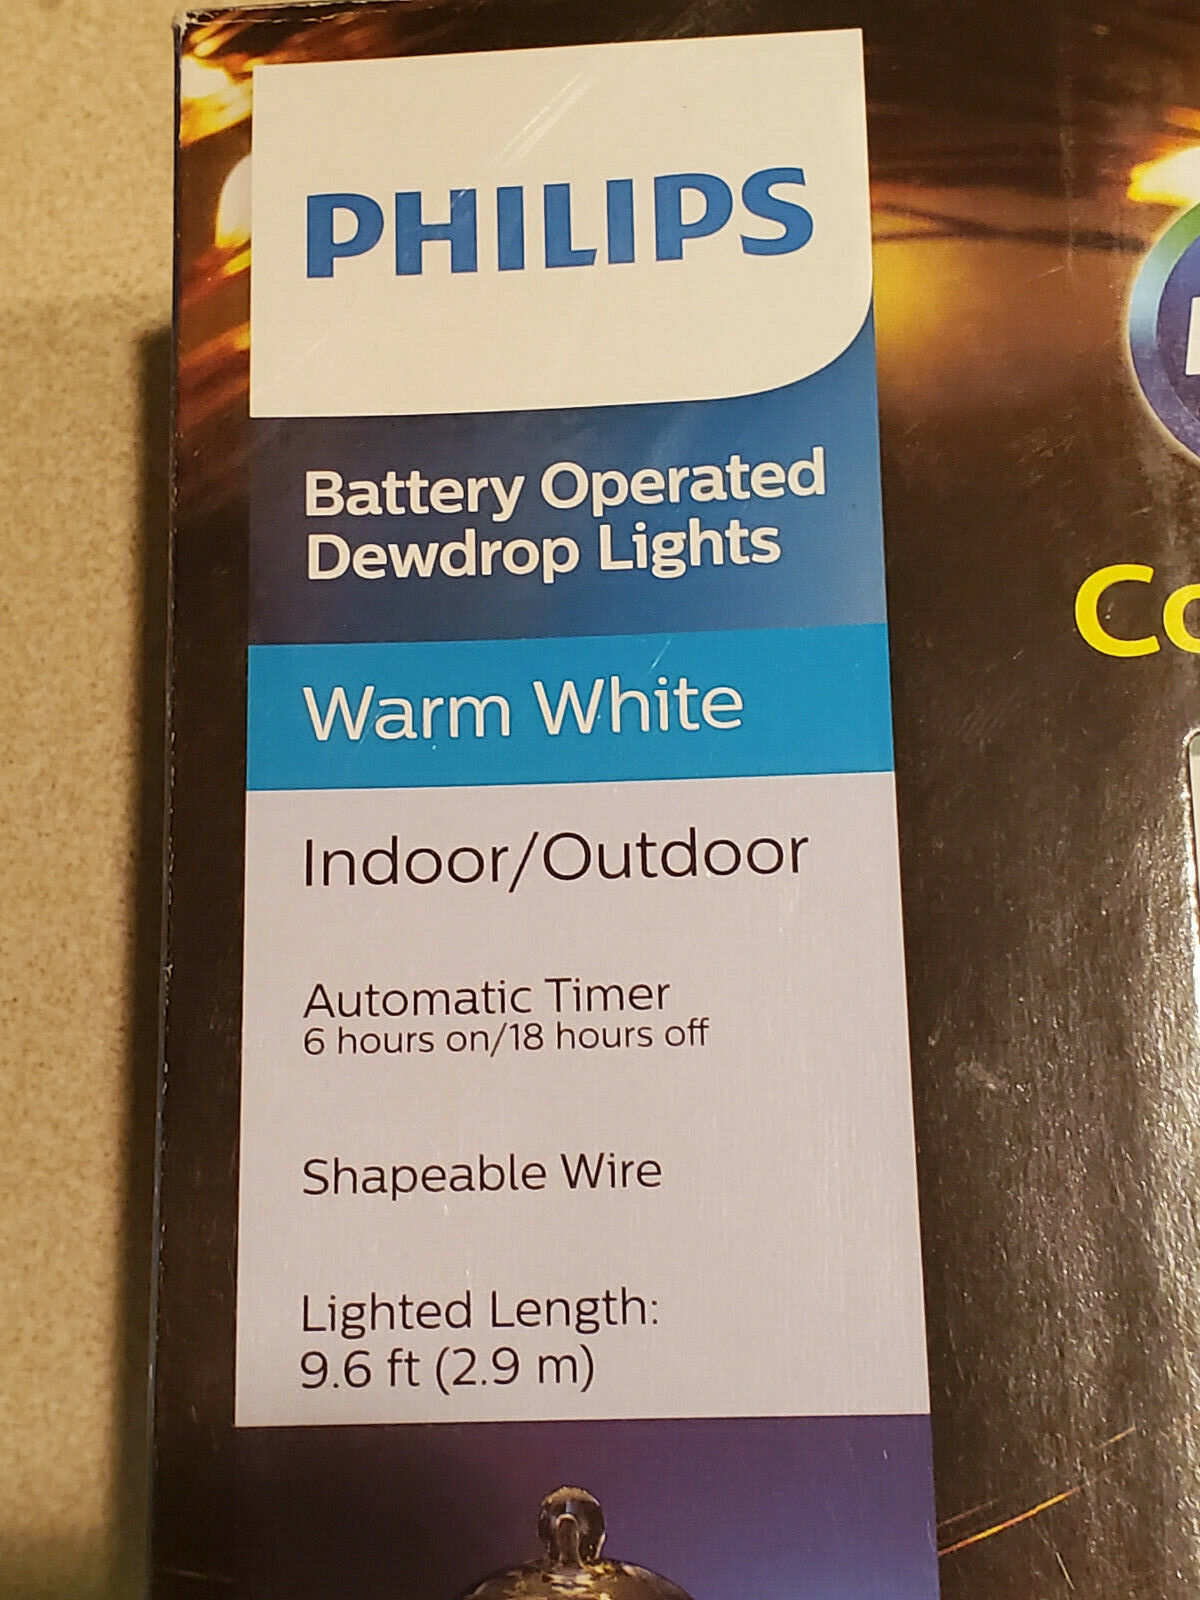 PHILIPS
Battery Operated
Dewdrop Lights
Warm White
Indoor/Outdoor
Automatic Timer
6 hours on/18 hours off
Shapeable Wire
Lighted Length:
9.6 ft (2.9 m)